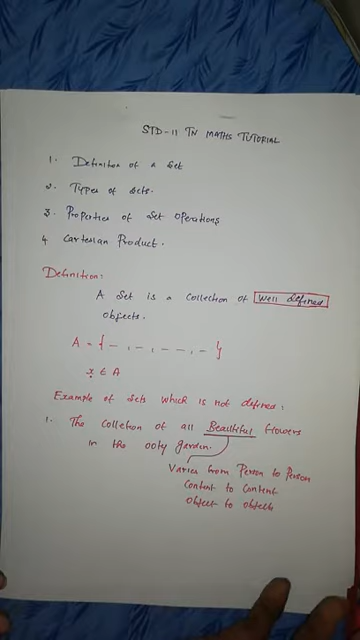 STD-11 TN MATHS TUTORIAL
1. Definition of a Set
2. Types of Sets.
3. Properties of Set Operations
4. Cartesian Product.
Definition:
A Set is a Collection of Well defined
Objects.
A = { – , – , – – , – }
x ∈ A
Example of Sets which is not defined:
1. The Colletion of all Beautiful flowers
in the ooty garden.
Varies from Person to Person
Content to Content
Object to objects